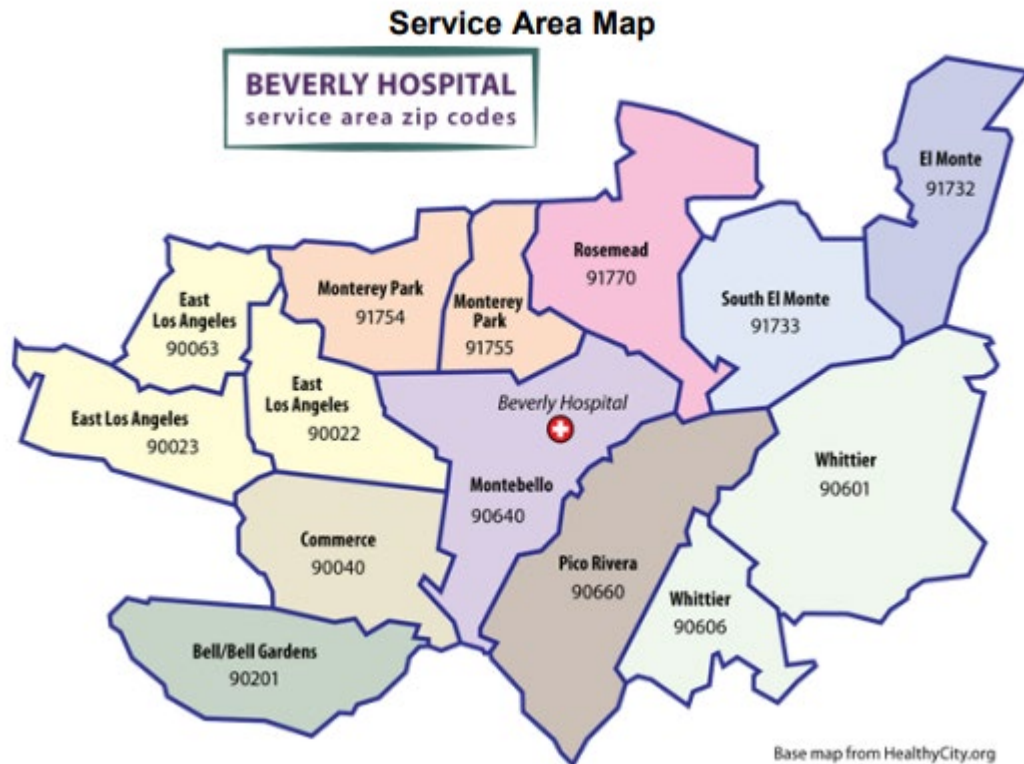 Service Area Map
BEVERLY HOSPITAL
service area zip codes
El Monte
91732
Rosemead
91770
South El Monte
91733
Monterey Park
91754
Monterey
Park
91755
East
Los Angeles
90063
East
Los Angeles
90022
East Los Angeles
90023
Beverly Hospital
Montebello
90640
Whittier
90601
Commerce
90040
Pico Rivera
90660
Whittier
90606
Bell/Bell Gardens
90201
Base map from HealthyCity.org